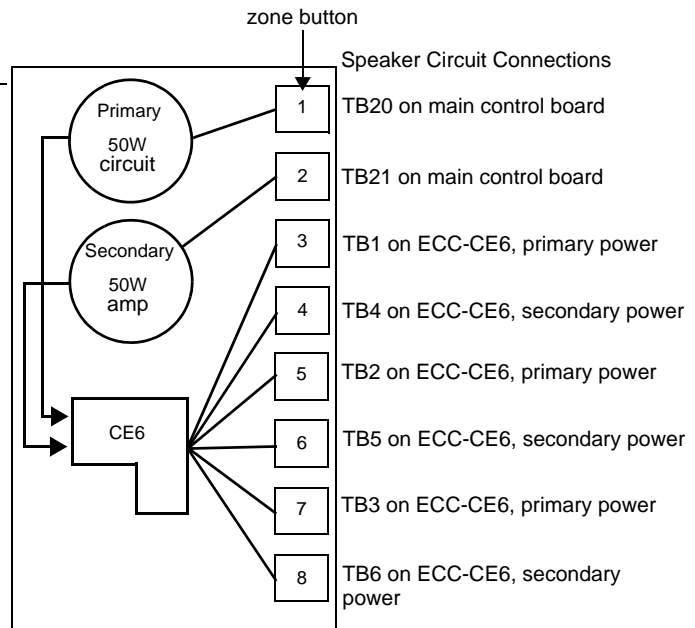 zone button
Speaker Circuit Connections
Primary
50W
circuit
1
TB20 on main control board
2
TB21 on main control board
Secondary
50W
amp
3
TB1 on ECC-CE6, primary power
4
TB4 on ECC-CE6, secondary power
5
TB2 on ECC-CE6, primary power
CE6
6
TB5 on ECC-CE6, secondary power
7
TB3 on ECC-CE6, primary power
8
TB6 on ECC-CE6, secondary
power